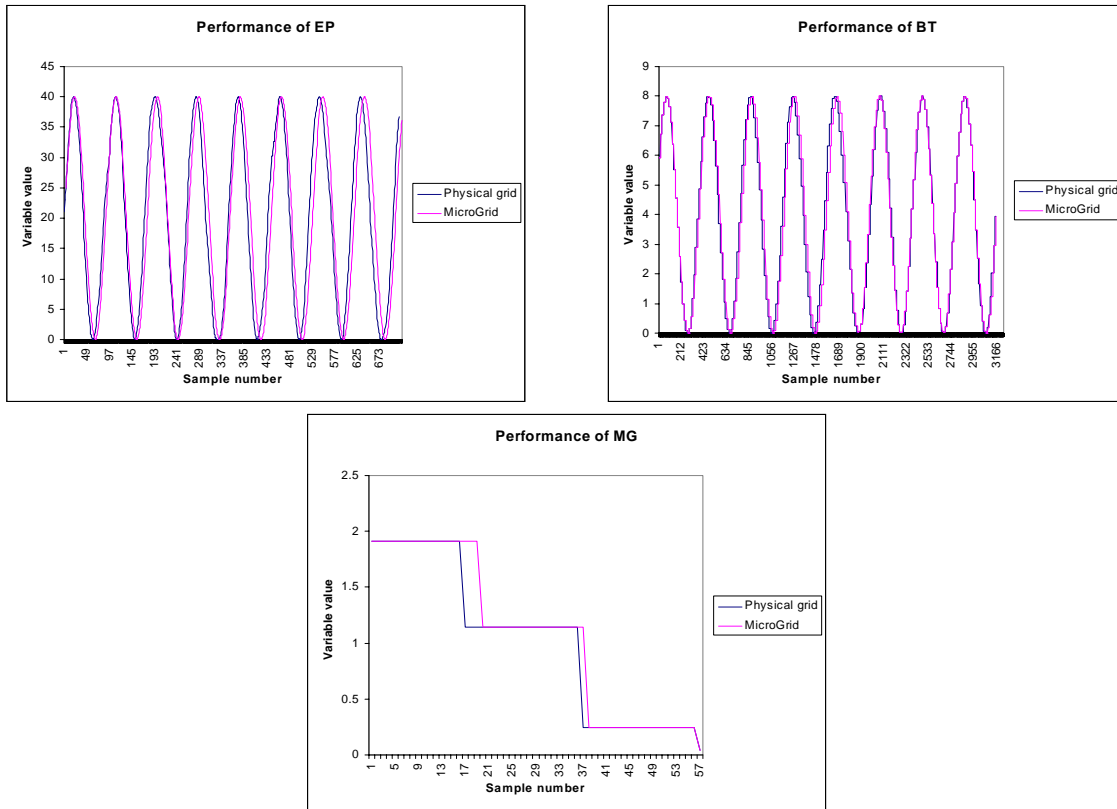 Performance of EP
45
40
35
30
25
20
15
10
5
0
Variable value
1 49 97 145 193 241 289 337 385 433 481 529 577 625 673
Sample number
Physical grid
MicroGrid
Performance of BT
9
8
7
6
5
4
3
2
1
0
Variable value
1 212 423 634 845 1056 1267 1478 1689 1900 2111 2322 2533 2744 2955 3166
Sample number
Physical grid
MicroGrid
Performance of MG
2.5
2
1.5
1
0.5
0
Variable value
1 5 9 13 17 21 25 29 33 37 41 45 49 53 57
Sample number
Physical grid
MicroGrid